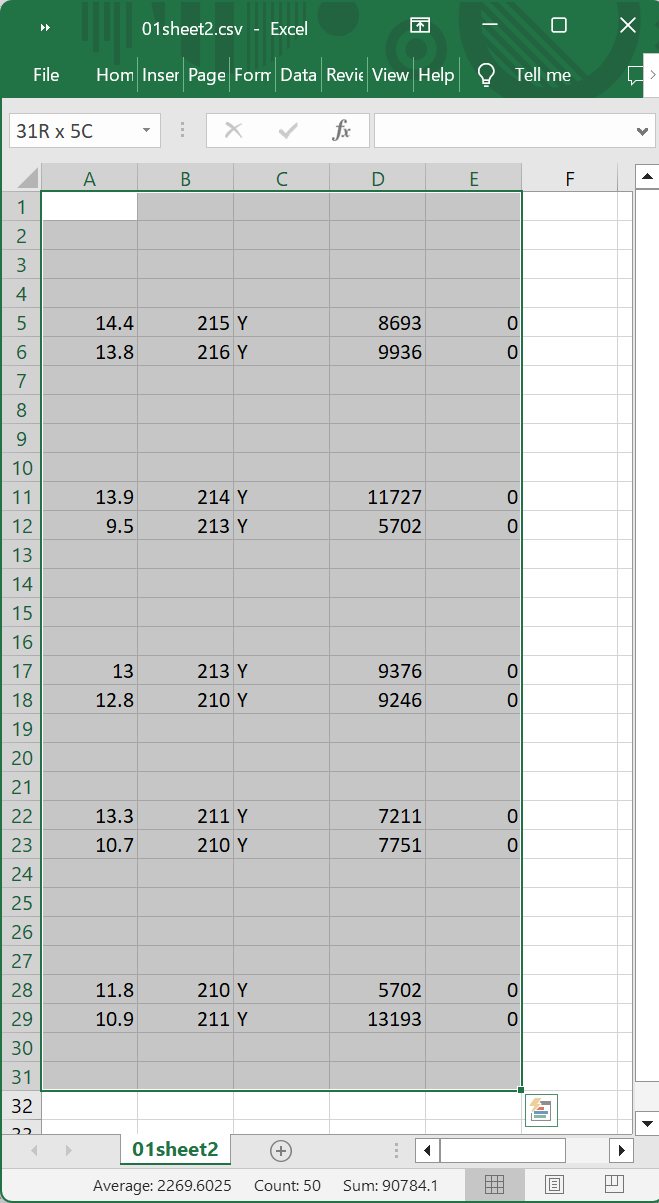 01sheet2.csv - Excel
File Hom Inser Page Form Data Revie View Help Tell me
31R x 5C fx
A B C D E F
1
2
3
4
5 14.4 215 Y 8693 0
6 13.8 216 Y 9936 0
7
8
9
10
11 13.9 214 Y 11727 0
12 9.5 213 Y 5702 0
13
14
15
16
17 13 213 Y 9376 0
18 12.8 210 Y 9246 0
19
20
21
22 13.3 211 Y 7211 0
23 10.7 210 Y 7751 0
24
25
26
27
28 11.8 210 Y 5702 0
29 10.9 211 Y 13193 0
30
31
32
01sheet2
Average: 2269.6025 Count: 50 Sum: 90784.1